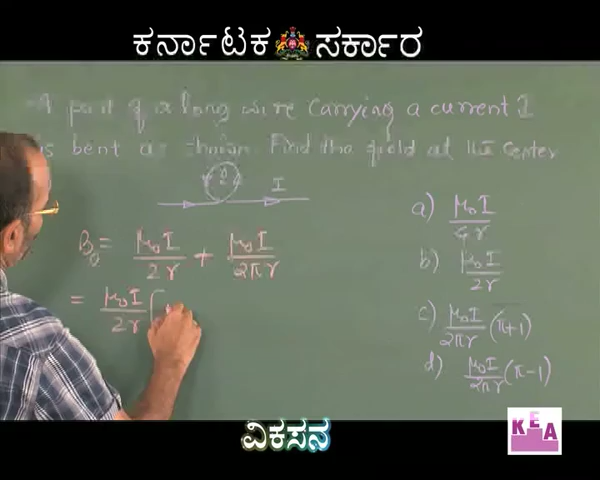 ಕರ್ನಾಟಕ ಸರ್ಕಾರ
A part of a long wire carrying a current I
is bent as shown. Find the field at the center
I
B₀ = μ₀I/2r + μ₀I/2πr
= μ₀I/2r (
a) μ₀I/4r
b) μ₀I/2r
c) μ₀I/2πr (π+1)
d) μ₀I/2πr (π-1)
KEA
ವಿಕಸನ